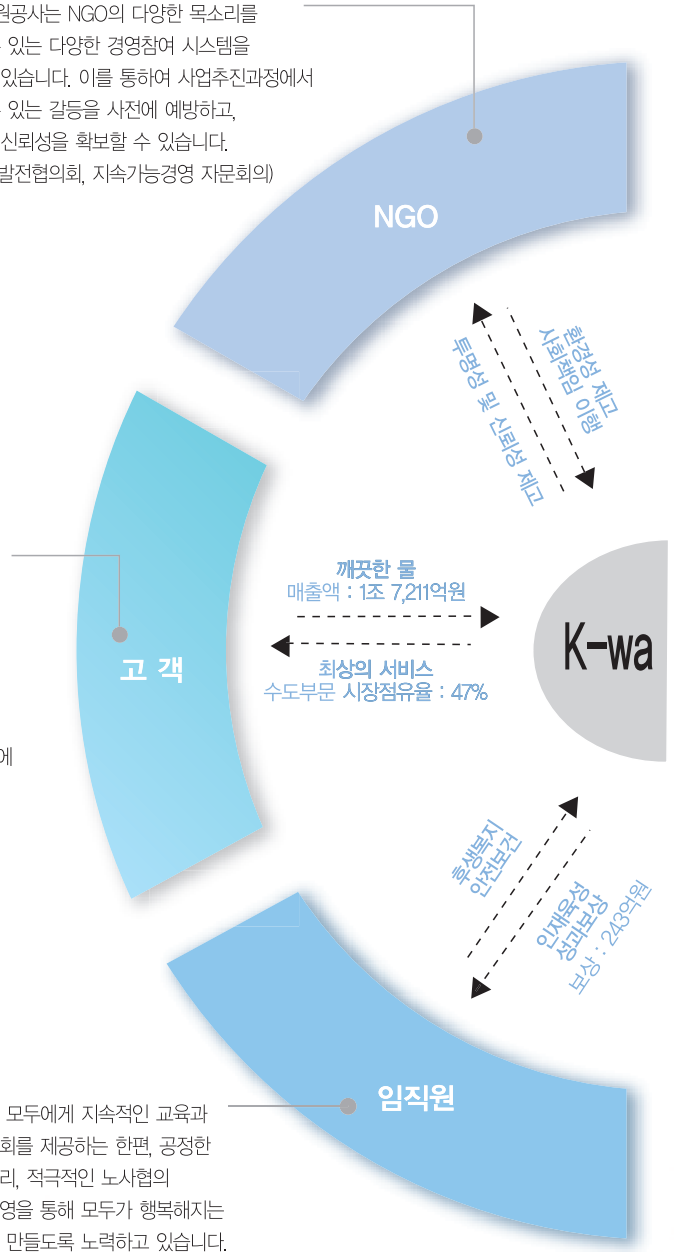 원공사는 NGO의 다양한 목소리를
있는 다양한 경영참여 시스템을
있습니다. 이를 통하여 사업추진과정에서
있는 갈등을 사전에 예방하고,
신뢰성을 확보할 수 있습니다.
발전협의회, 지속가능경영 자문회의)
NGO
환경성 제고
사회책임 이행
투명성 및 신뢰성 제고
깨끗한 물
매출액 : 1조 7,211억원
K-wa
고 객
최상의 서비스
수도부문 시장점유율 : 47%
에
후생복지
안전보건
인재육성
성과보상
보상 : 243억원
임직원
모두에게 지속적인 교육과
회를 제공하는 한편, 공정한
리, 적극적인 노사협의
영을 통해 모두가 행복해지는
만들도록 노력하고 있습니다.